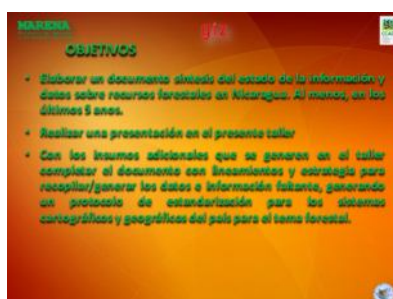 MARENA
giz
OBJETIVOS
• Elaborar un documento síntesis del estado de la información y
datos sobre recursos forestales en Nicaragua. Al menos, en los
últimos 5 anos.
• Realizar una presentación en el presente taller
• Con los insumos adicionales que se generen en el taller
completar el documento con lineamientos y estrategia para
recopilar/generar los datos e información faltante, generando
un protocolo de estandarización para los sistemas
cartográficos y geográficos del país para el tema forestal.